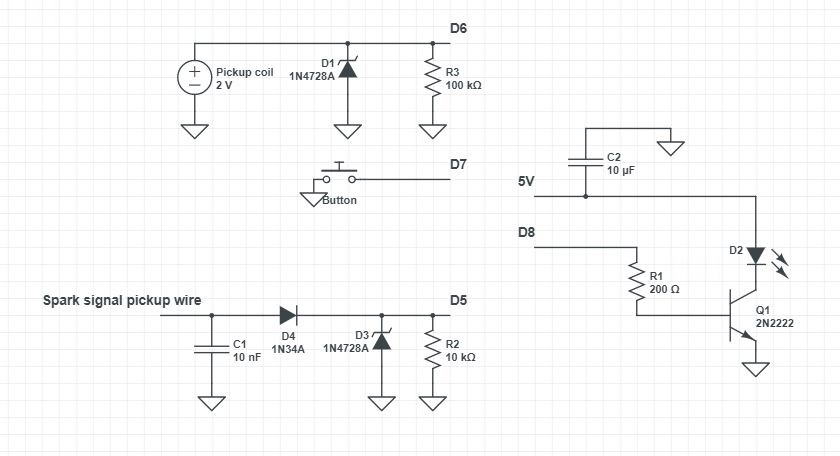 D6
D1
1N4728A
Pickup coil
2 V
R3
100 kΩ
D7
Button
C2
10 µF
5V
D8
D2
R1
200 Ω
Q1
2N2222
Spark signal pickup wire
D5
C1
10 nF
D4
1N34A
D3
1N4728A
R2
10 kΩ